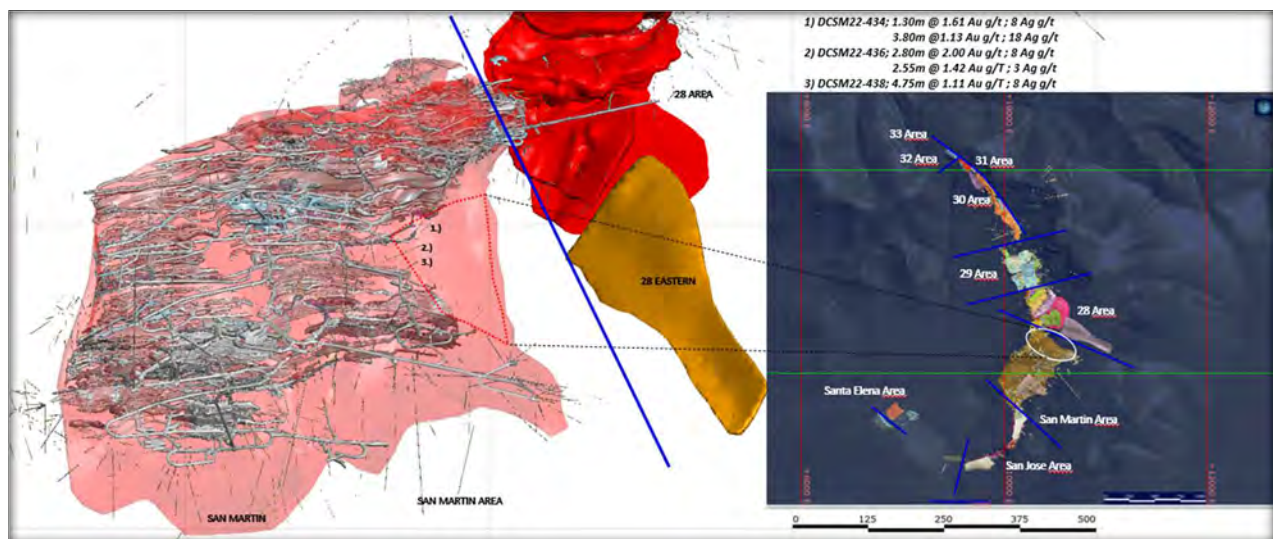 1) DCSM22-434; 1.30m @ 1.61 Au g/t ; 8 Ag g/t
3.80m @1.13 Au g/t ; 18 Ag g/t
2) DCSM22-436; 2.80m @ 2.00 Au g/t ; 8 Ag g/t
2.55m @ 1.42 Au g/T ; 3 Ag g/t
3) DCSM22-438; 4.75m @ 1.11 Au g/T ; 8 Ag g/t
28 AREA
1.)
2.)
3.)
28 EASTERN
SAN MARTIN AREA
SAN MARTIN
33 Area
32 Area
31 Area
30 Area
29 Area
28 Area
Santa Elena Area
San Martin Area
San Jose Area
0 125 250 375 500